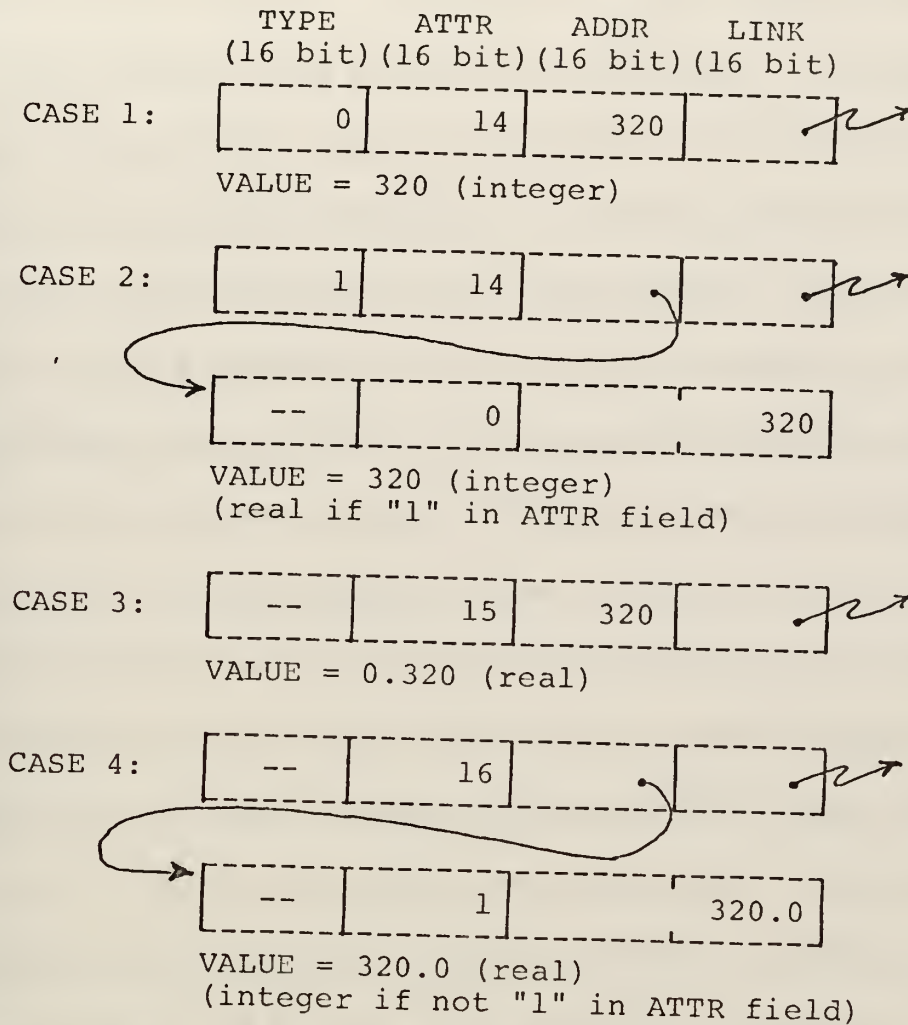 TYPE ATTR ADDR LINK
(16 bit) (16 bit) (16 bit) (16 bit)
CASE 1: 0 14 320
VALUE = 320 (integer)
CASE 2: 1 14
-- 0 320
VALUE = 320 (integer)
(real if "1" in ATTR field)
CASE 3: -- 15 320
VALUE = 0.320 (real)
CASE 4: -- 16
-- 1 320.0
VALUE = 320.0 (real)
(integer if not "1" in ATTR field)